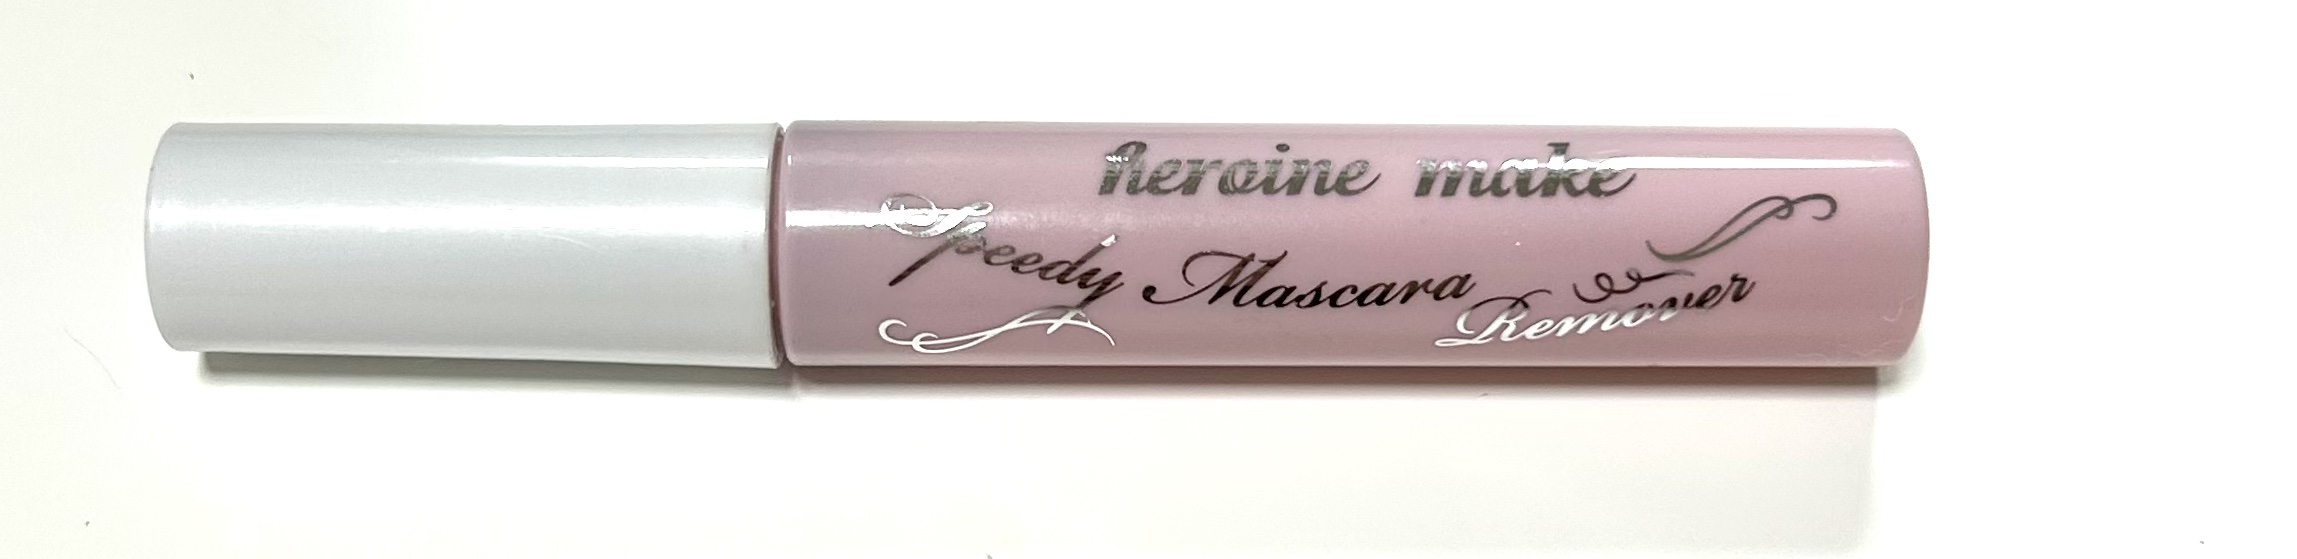 heroine make
Speedy Mascara
Remover